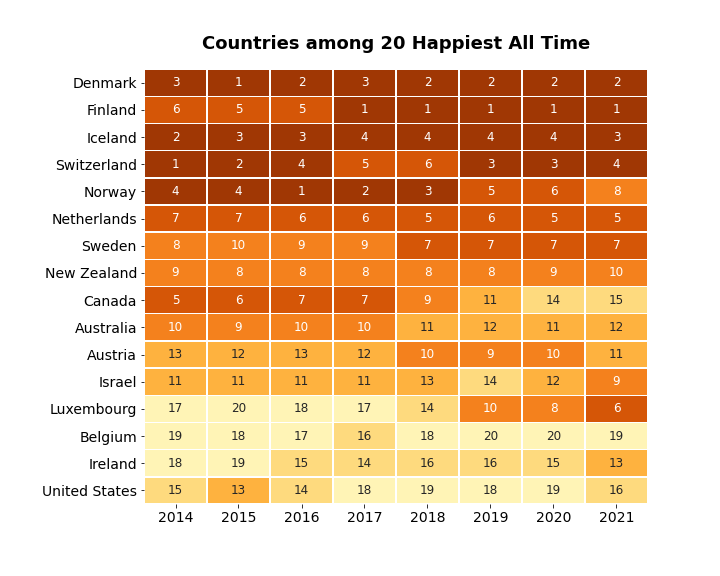 Countries among 20 Happiest All Time
Denmark 3 1 2 3 2 2 2 2
Finland 6 5 5 1 1 1 1 1
Iceland 2 3 3 4 4 4 4 3
Switzerland 1 2 4 5 6 3 3 4
Norway 4 4 1 2 3 5 6 8
Netherlands 7 7 6 6 5 6 5 5
Sweden 8 10 9 9 7 7 7 7
New Zealand 9 8 8 8 8 8 9 10
Canada 5 6 7 7 9 11 14 15
Australia 10 9 10 10 11 12 11 12
Austria 13 12 13 12 10 9 10 11
Israel 11 11 11 11 13 14 12 9
Luxembourg 17 20 18 17 14 10 8 6
Belgium 19 18 17 16 18 20 20 19
Ireland 18 19 15 14 16 16 15 13
United States 15 13 14 18 19 18 19 16
2014 2015 2016 2017 2018 2019 2020 2021